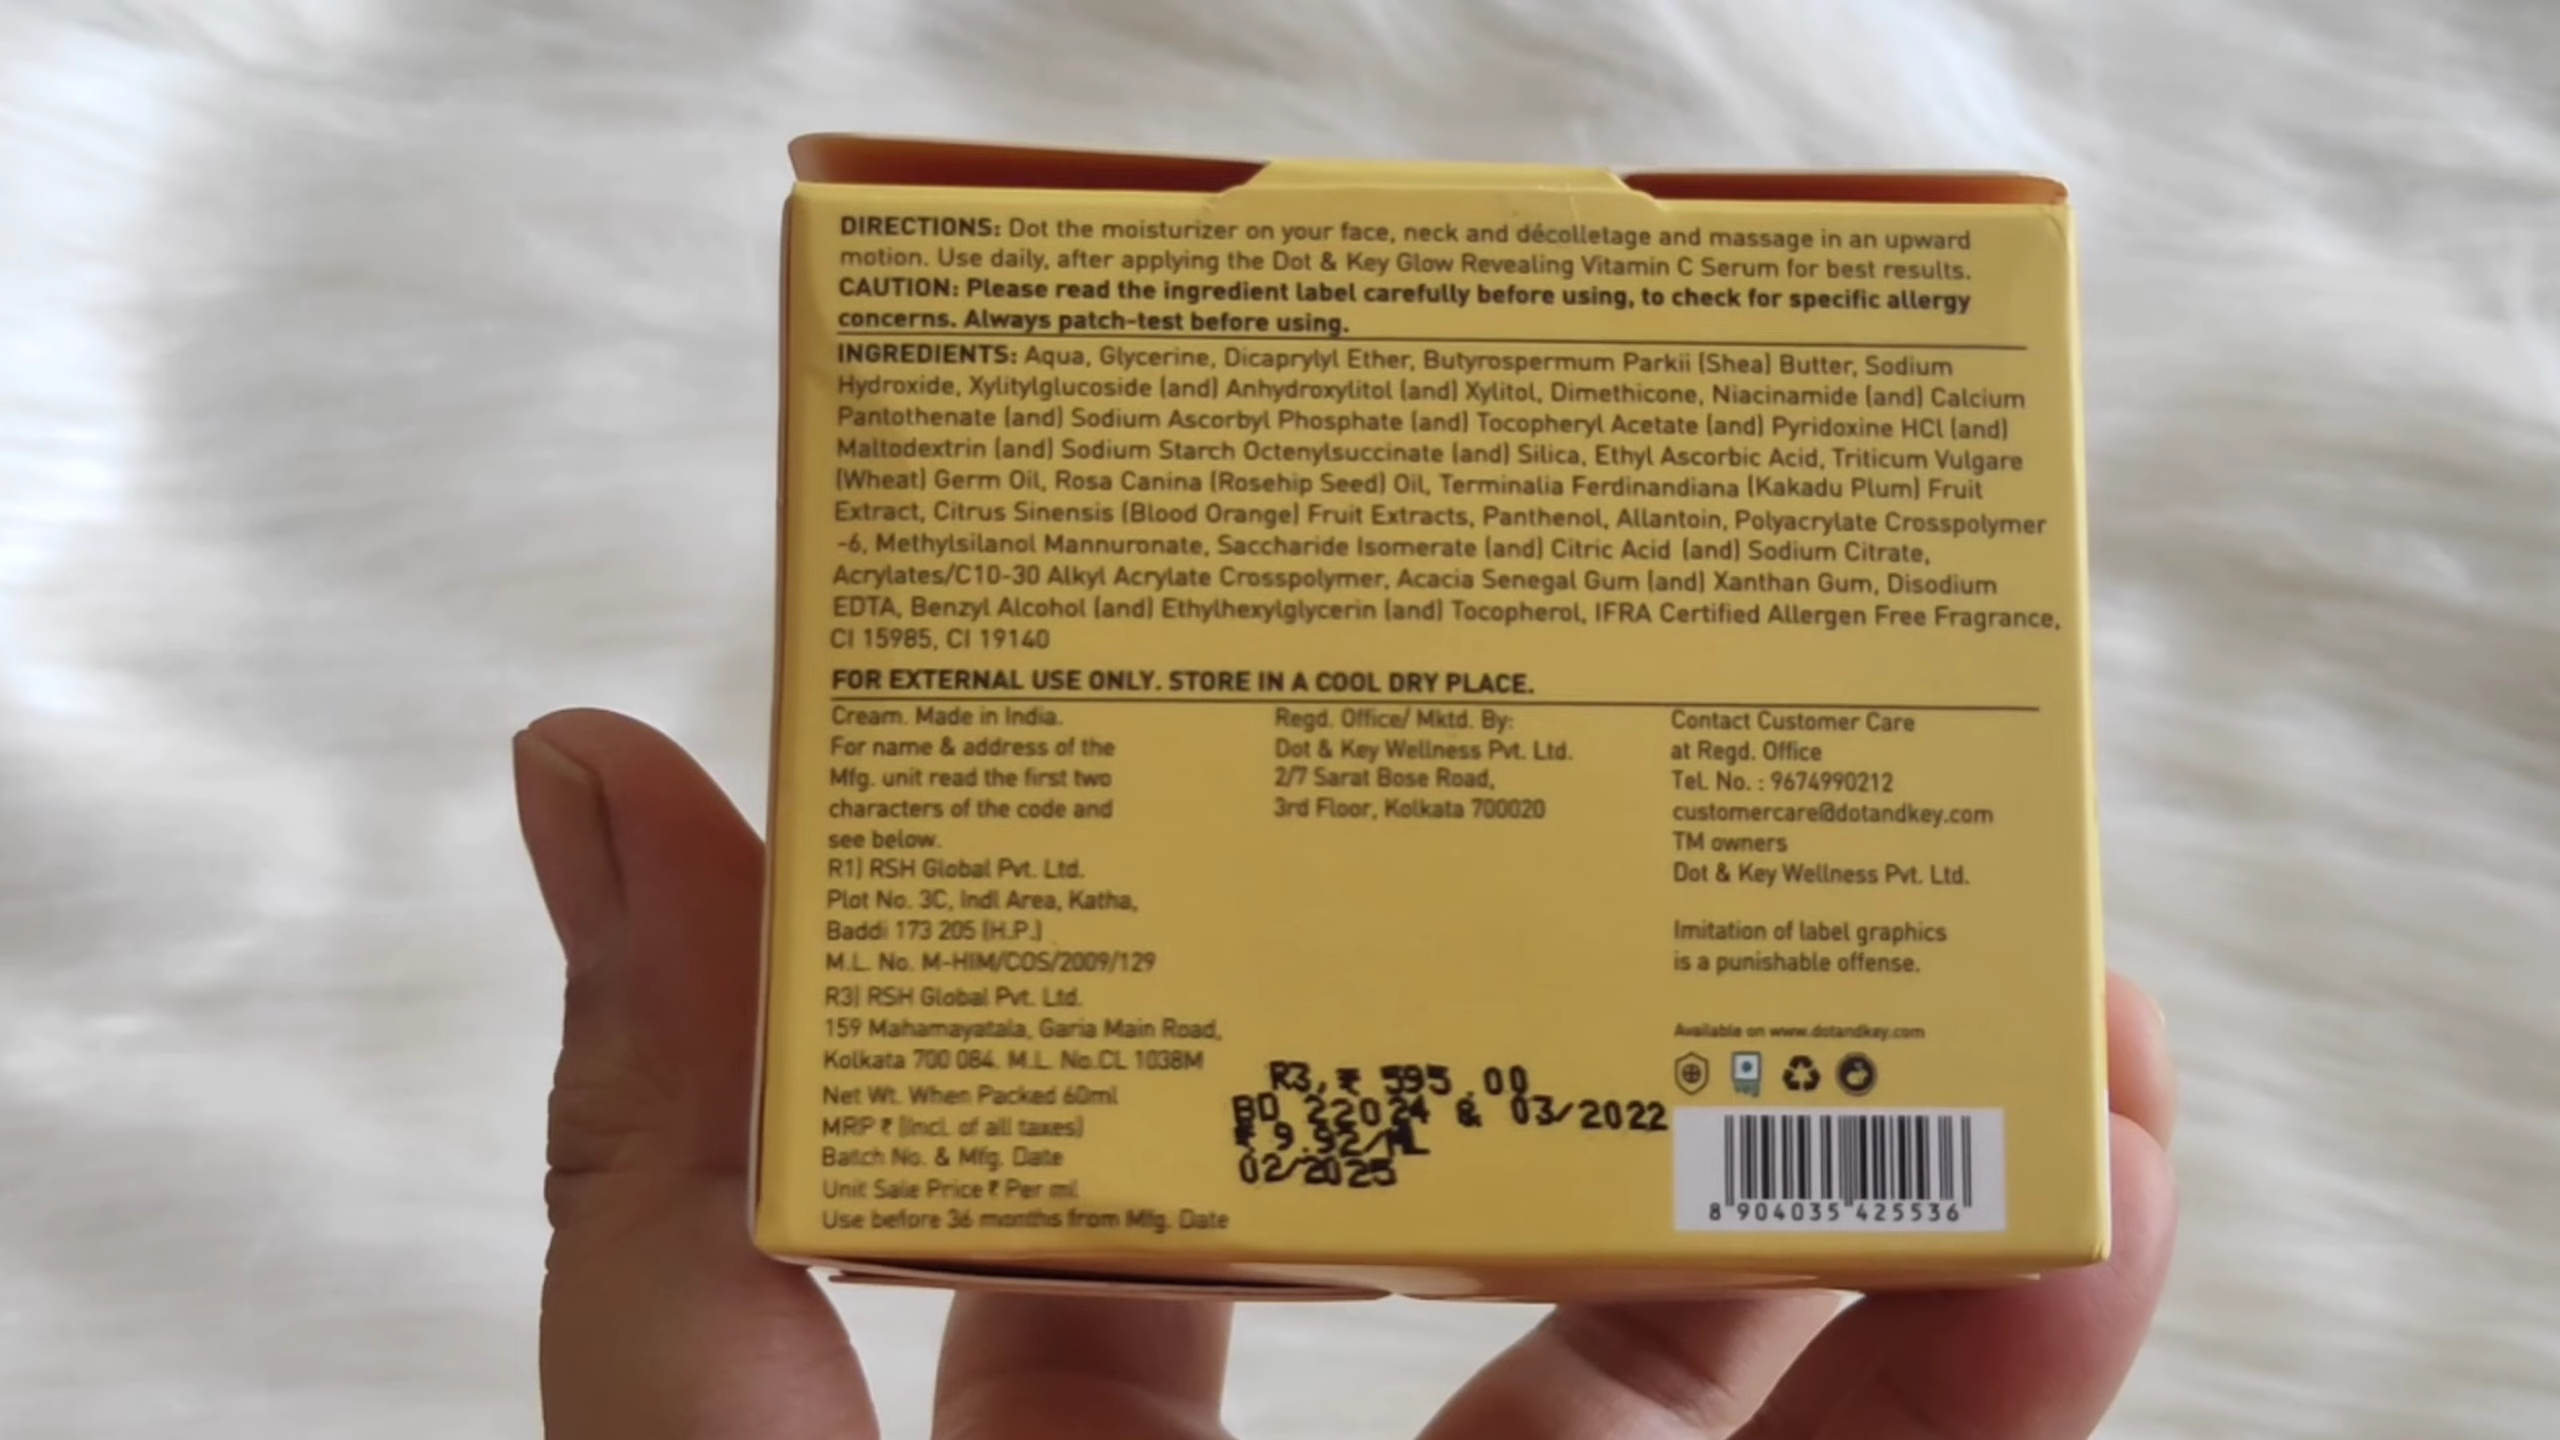 DIRECTIONS: Dot the moisturizer on your face, neck and décolletage and massage in an upward
motion. Use daily, after applying the Dot & Key Glow Revealing Vitamin C Serum for best results.
CAUTION: Please read the ingredient label carefully before using, to check for specific allergy
concerns. Always patch-test before using.
INGREDIENTS: Aqua, Glycerine, Dicaprylyl Ether, Butyrospermum Parkii (Shea) Butter, Sodium
Hydroxide, Xylitylglucoside (and) Anhydroxylitol (and) Xylitol, Dimethicone, Niacinamide (and) Calcium
Pantothenate (and) Sodium Ascorbyl Phosphate (and) Tocopheryl Acetate (and) Pyridoxine HCl (and)
Maltodextrin (and) Sodium Starch Octenylsuccinate (and) Silica, Ethyl Ascorbic Acid, Triticum Vulgare
(Wheat) Germ Oil, Rosa Canina (Rosehip Seed) Oil, Terminalia Ferdinandiana (Kakadu Plum) Fruit
Extract, Citrus Sinensis (Blood Orange) Fruit Extracts, Panthenol, Allantoin, Polyacrylate Crosspolymer
-6, Methylsilanol Mannuronate, Saccharide Isomerate (and) Citric Acid (and) Sodium Citrate,
Acrylates/C10-30 Alkyl Acrylate Crosspolymer, Acacia Senegal Gum (and) Xanthan Gum, Disodium
EDTA, Benzyl Alcohol (and) Ethylhexylglycerin (and) Tocopherol, IFRA Certified Allergen Free Fragrance,
CI 15985, CI 19140
FOR EXTERNAL USE ONLY. STORE IN A COOL DRY PLACE.
Cream. Made in India.
For name & address of the
Mfg. unit read the first two
characters of the code and
see below.
R1) RSH Global Pvt. Ltd.
Plot No. 3C, Indl Area, Katha,
Baddi 173 205 (H.P.)
M.L. No. M-HIM/COS/2009/129
R3) RSH Global Pvt. Ltd.
159 Mahamayatala, Garia Main Road,
Kolkata 700 084. M.L. No.CL 1038M
Net Wt. When Packed 60ml
MRP ₹ (Incl. of all taxes)
Batch No. & Mfg. Date
Unit Sale Price ₹ Per ml
Use before 36 months from Mfg. Date
R3, ₹ 595.00
BD 22024 & 03/2022
₹ 9.92/ML
02/2025
Regd. Office/ Mktd. By:
Dot & Key Wellness Pvt. Ltd.
2/7 Sarat Bose Road,
3rd Floor, Kolkata 700020
Contact Customer Care
at Regd. Office
Tel. No. : 9674990212
customercare@dotandkey.com
TM owners
Dot & Key Wellness Pvt. Ltd.
Imitation of label graphics
is a punishable offense.
Available on www.dotandkey.com
8 904035 425536